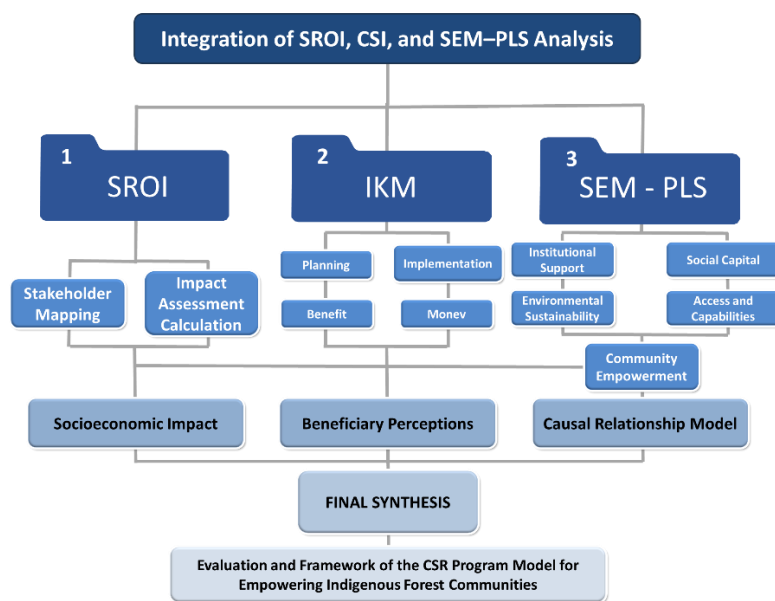 Integration of SROI, CSI, and SEM–PLS Analysis
1
SROI
2
IKM
3
SEM - PLS
Stakeholder
Mapping
Impact
Assessment
Calculation
Planning
Implementation
Benefit
Monev
Institutional
Support
Social Capital
Environmental
Sustainability
Access and
Capabilities
Community
Empowerment
Socioeconomic Impact
Beneficiary Perceptions
Causal Relationship Model
FINAL SYNTHESIS
Evaluation and Framework of the CSR Program Model for
Empowering Indigenous Forest Communities